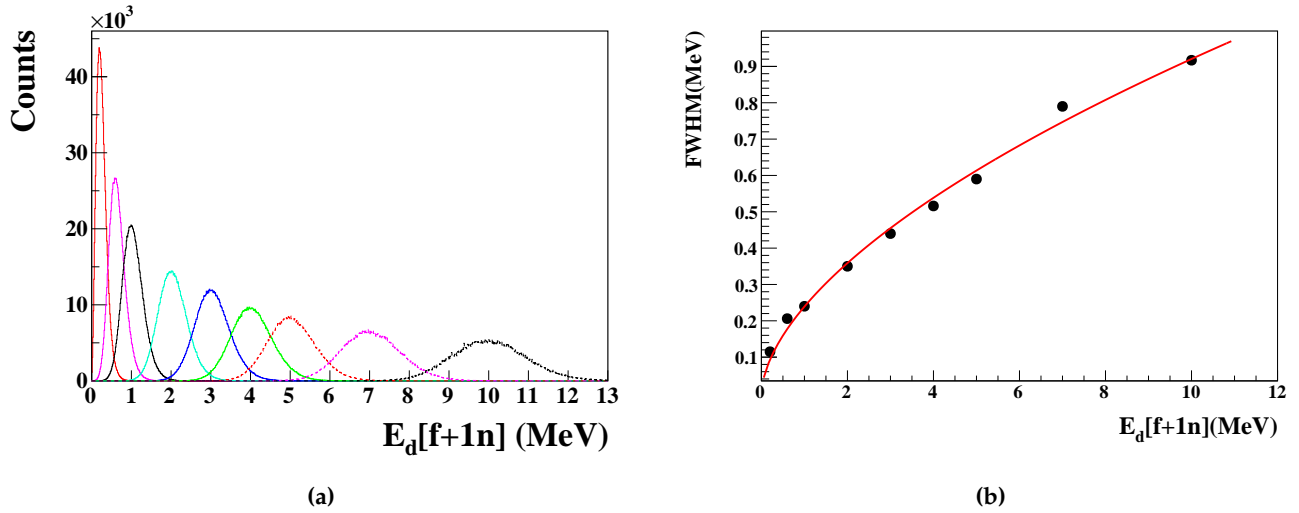 ×10³
Counts
40
30
20
10
0
0 1 2 3 4 5 6 7 8 9 10 11 12 13
E_d[f+1n] (MeV)
(a)
FWHM(MeV)
0.9
0.8
0.7
0.6
0.5
0.4
0.3
0.2
0.1
0 2 4 6 8 10 12
E_d[f+1n](MeV)
(b)